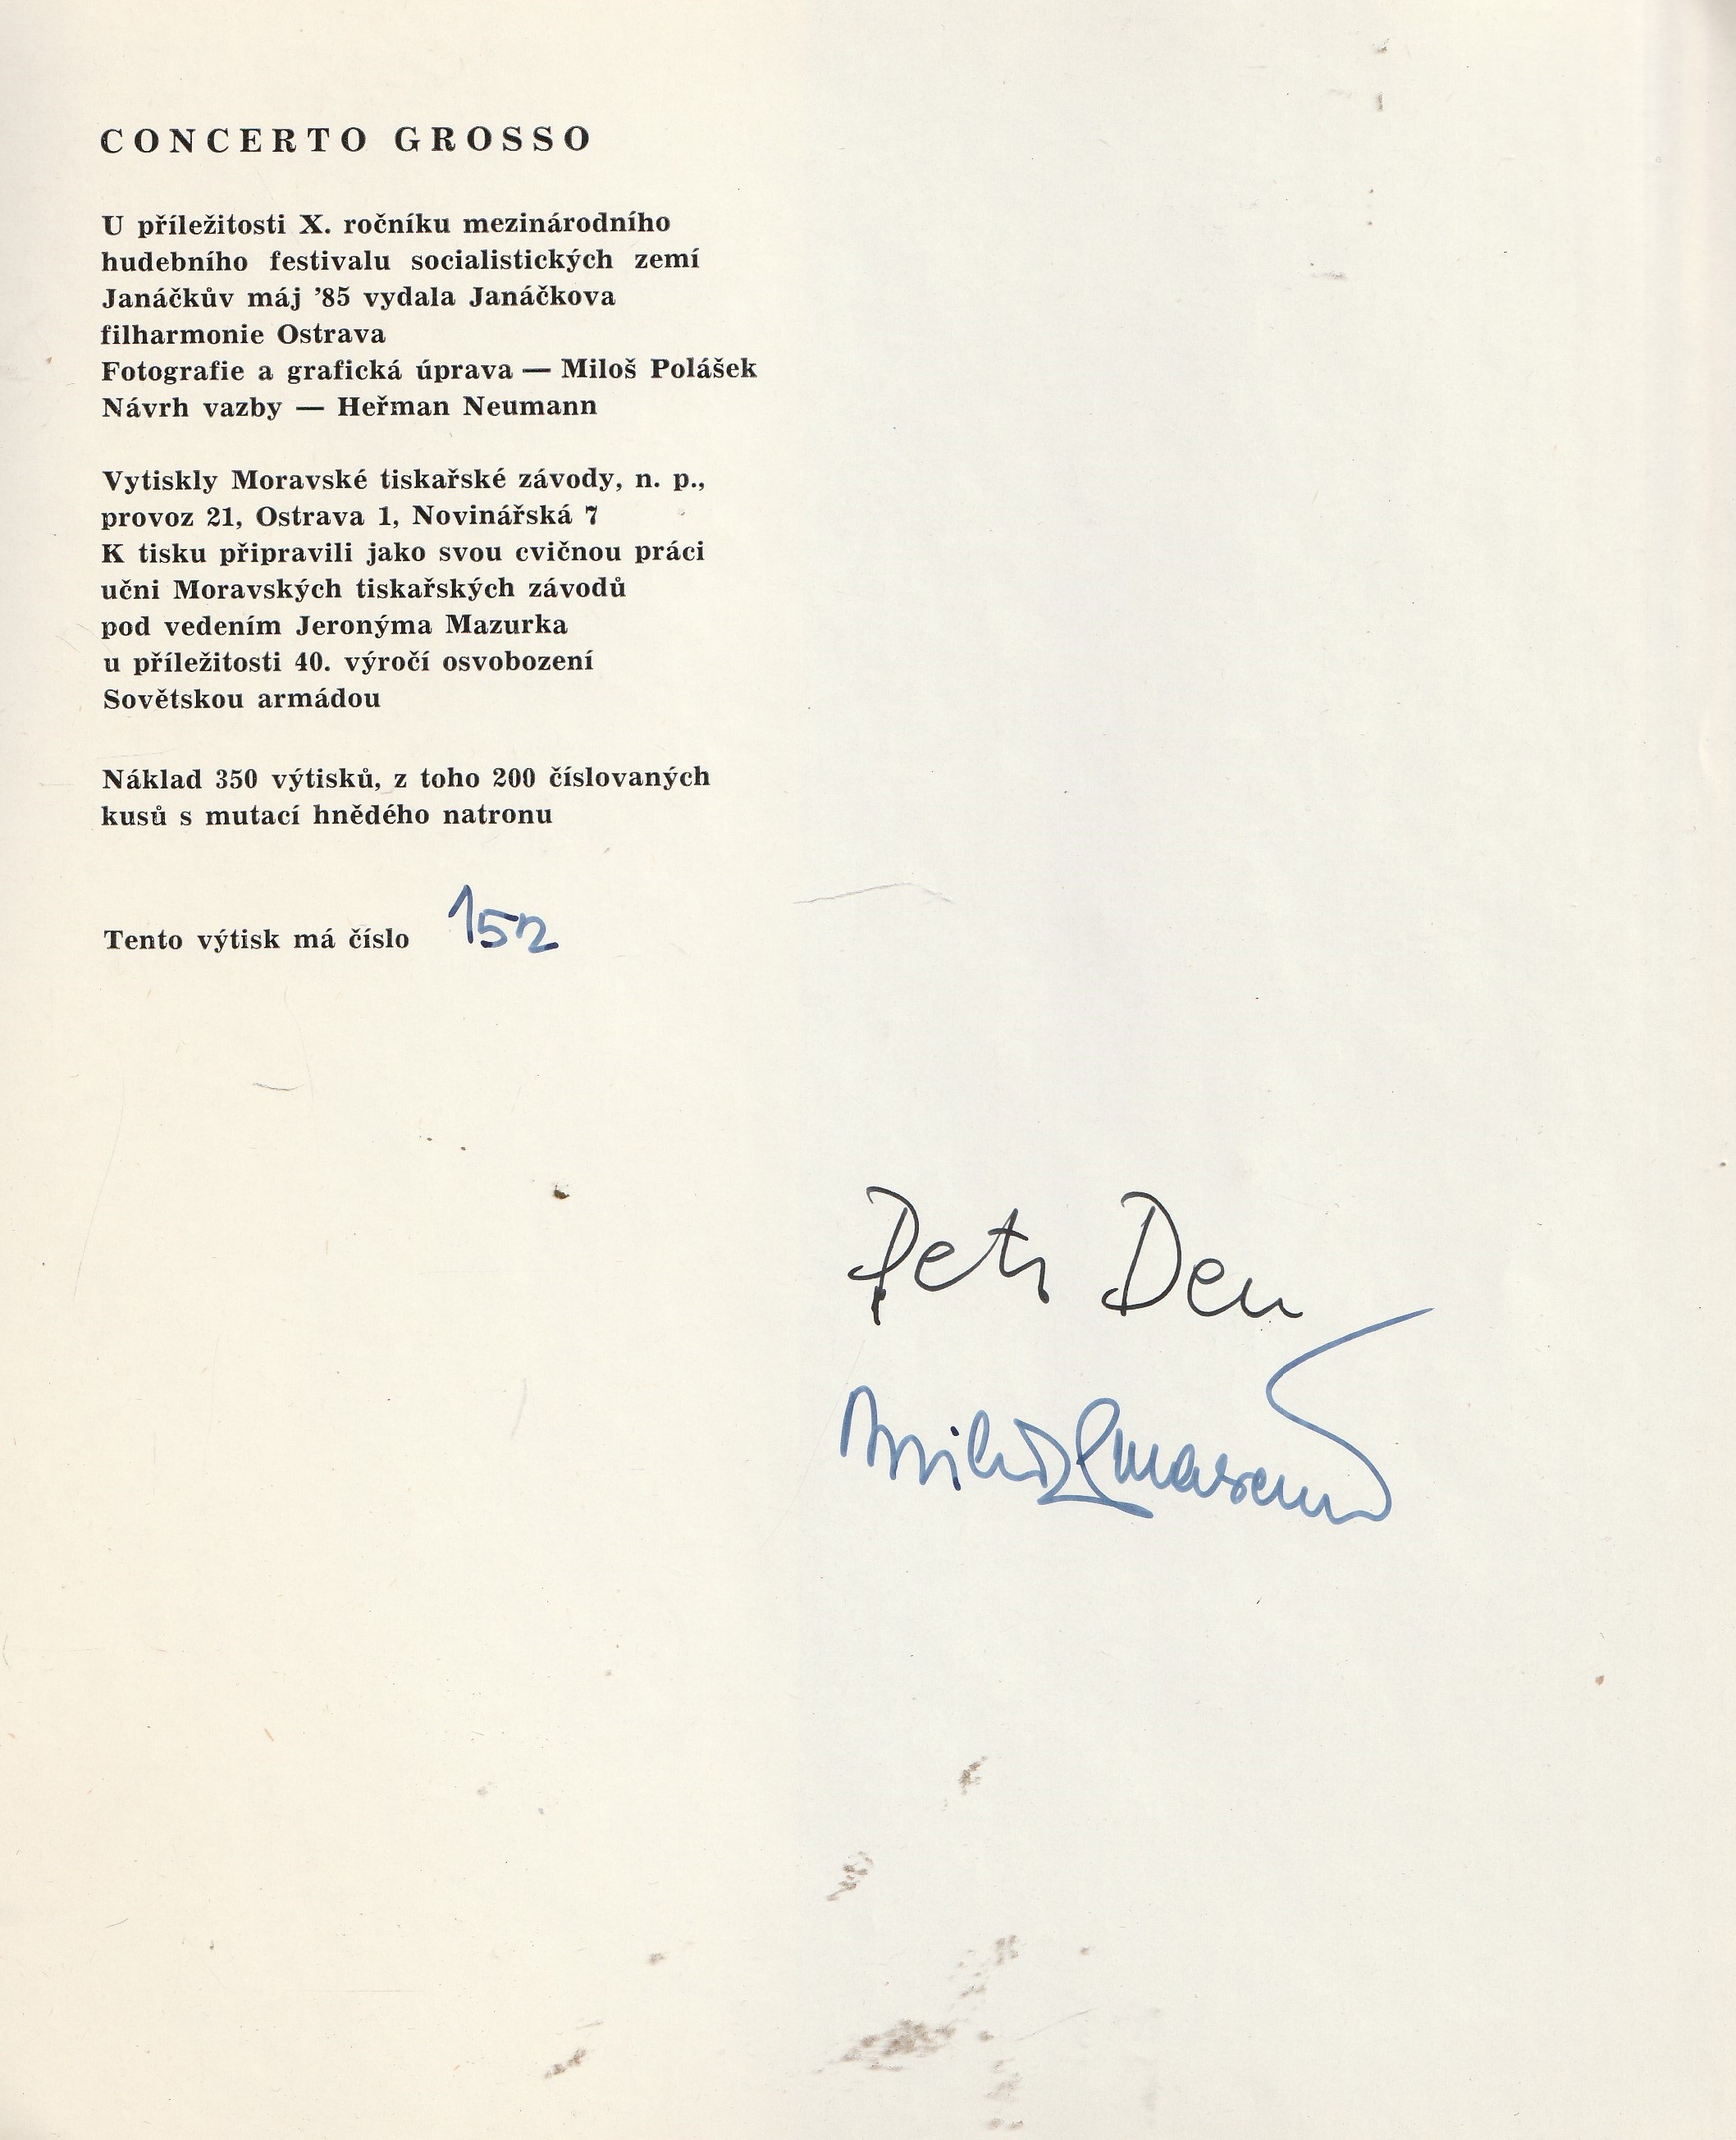 CONCERTO GROSSO
U příležitosti X. ročníku mezinárodního
hudebního festivalu socialistických zemí
Janáčkův máj ’85 vydala Janáčkova
filharmonie Ostrava
Fotografie a grafická úprava — Miloš Polášek
Návrh vazby — Heřman Neumann
Vytiskly Moravské tiskařské závody, n. p.,
provoz 21, Ostrava 1, Novinářská 7
K tisku připravili jako svou cvičnou práci
učni Moravských tiskařských závodů
pod vedením Jeronýma Mazurka
u příležitosti 40. výročí osvobození
Sovětskou armádou
Náklad 350 výtisků, z toho 200 číslovaných
kusů s mutací hnědého natronu
Tento výtisk má číslo 152
Petr Den